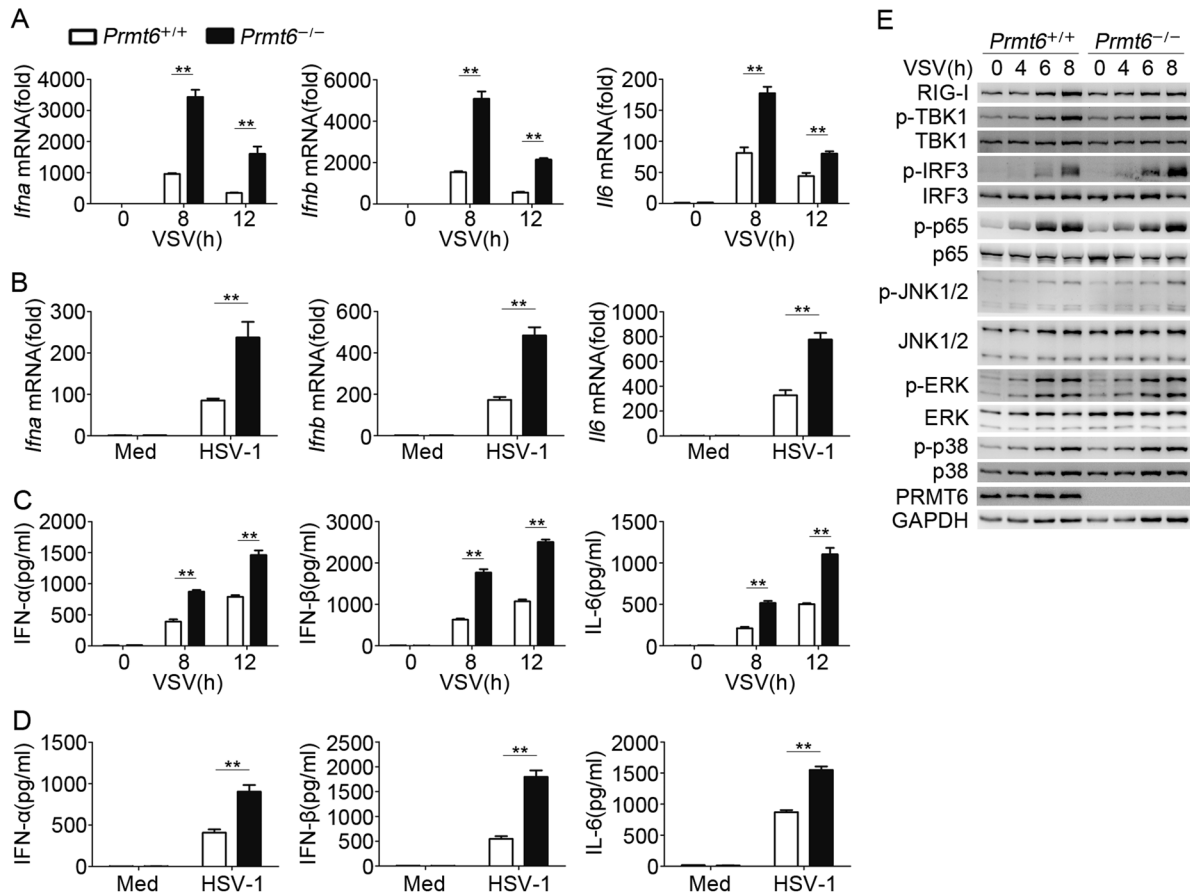 A
Prmt6+/+ Prmt6−/−
Ifna mRNA(fold)
4000
3000
2000
1000
0
**
**
0 8 12
VSV(h)
Ifnb mRNA(fold)
6000
4000
2000
0
**
**
0 8 12
VSV(h)
Il6 mRNA(fold)
200
150
100
50
0
**
**
0 8 12
VSV(h)
B
Ifna mRNA(fold)
300
200
100
0
**
Med HSV-1
Ifnb mRNA(fold)
600
400
200
0
**
Med HSV-1
Il6 mRNA(fold)
1000
800
600
400
200
0
**
Med HSV-1
C
IFN-α(pg/ml)
2000
1500
1000
500
0
**
**
0 8 12
VSV(h)
IFN-β(pg/ml)
3000
2000
1000
0
**
**
0 8 12
VSV(h)
IL-6(pg/ml)
1500
1000
500
0
**
**
0 8 12
VSV(h)
D
IFN-α(pg/ml)
1500
1000
500
0
**
Med HSV-1
IFN-β(pg/ml)
2500
2000
1500
1000
500
0
**
Med HSV-1
IL-6(pg/ml)
2000
1500
1000
500
0
**
Med HSV-1
E
Prmt6+/+ Prmt6−/−
VSV(h) 0 4 6 8 0 4 6 8
RIG-I
p-TBK1
TBK1
p-IRF3
IRF3
p-p65
p65
p-JNK1/2
JNK1/2
p-ERK
ERK
p-p38
p38
PRMT6
GAPDH